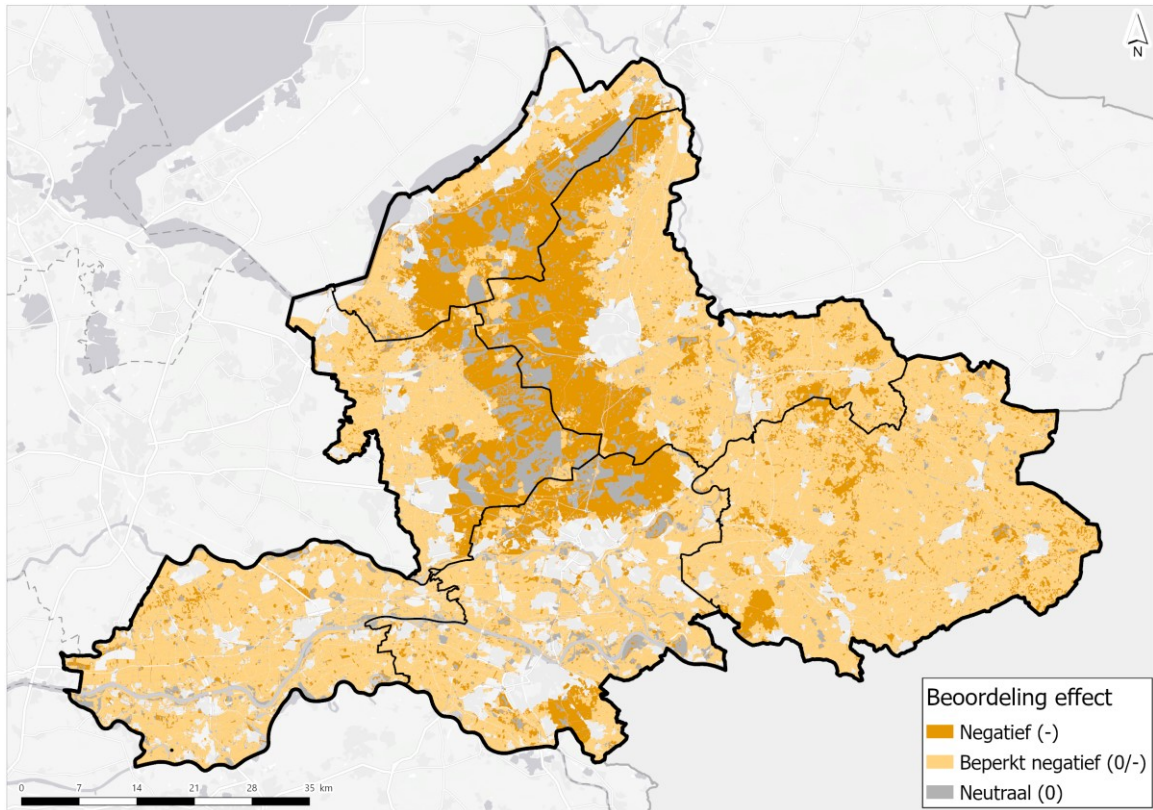 N
Beoordeling effect
Negatief (-)
Beperkt negatief (0/-)
Neutraal (0)
0 7 14 21 28 35 km